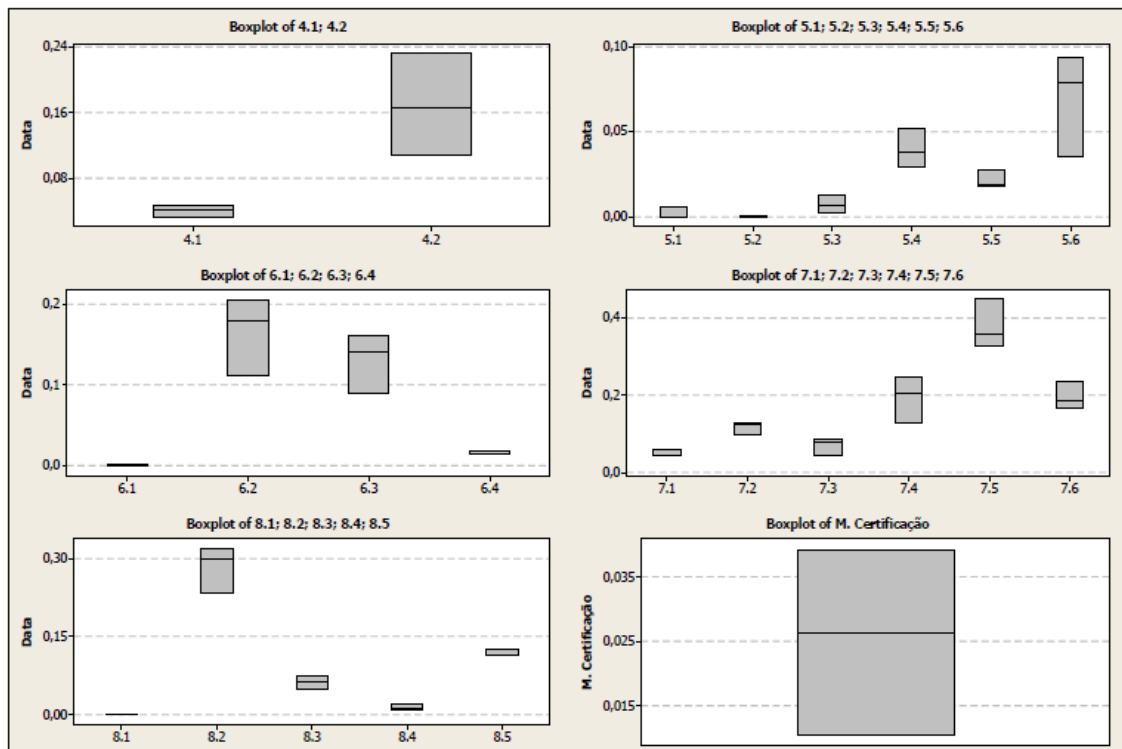 Boxplot of 4.1; 4.2
Data
0,24
0,16
0,08
4.1 4.2
Boxplot of 5.1; 5.2; 5.3; 5.4; 5.5; 5.6
Data
0,10
0,05
0,00
5.1 5.2 5.3 5.4 5.5 5.6
Boxplot of 6.1; 6.2; 6.3; 6.4
Data
0,2
0,1
0,0
6.1 6.2 6.3 6.4
Boxplot of 7.1; 7.2; 7.3; 7.4; 7.5; 7.6
Data
0,4
0,2
0,0
7.1 7.2 7.3 7.4 7.5 7.6
Boxplot of 8.1; 8.2; 8.3; 8.4; 8.5
Data
0,30
0,15
0,00
8.1 8.2 8.3 8.4 8.5
Boxplot of M. Certificação
M. Certificação
0,035
0,025
0,015